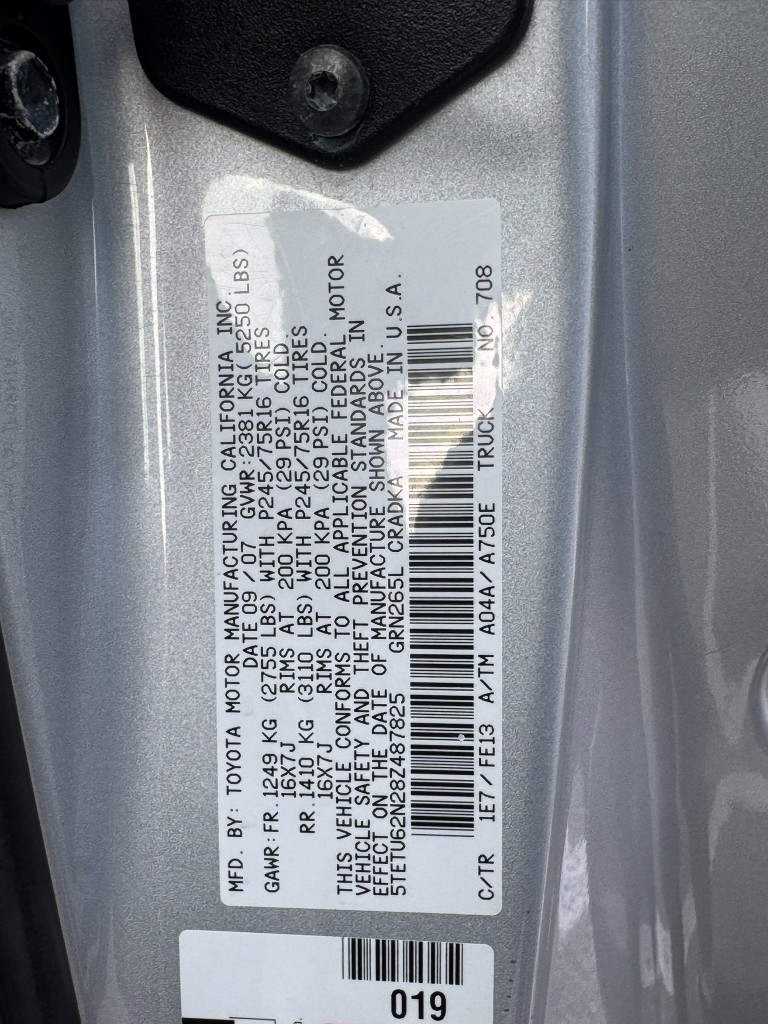 MFD. BY: TOYOTA MOTOR MANUFACTURING CALIFORNIA INC.
DATE 09 / 07 GVWR:2381 KG( 5250 LBS)
GAWR:FR.1249 KG (2755 LBS) WITH P245/75R16 TIRES
16X7J RIMS AT 200 KPA (29 PSI) COLD.
RR.1410 KG (3110 LBS) WITH P245/75R16 TIRES
16X7J RIMS AT 200 KPA (29 PSI) COLD.
THIS VEHICLE CONFORMS TO ALL APPLICABLE FEDERAL MOTOR
VEHICLE SAFETY AND THEFT PREVENTION STANDARDS IN
EFFECT ON THE DATE OF MANUFACTURE SHOWN ABOVE.
5TETU62N28Z487825 GRN265L CRADKA MADE IN U.S.A.
C/TR 1E7/FE13 A/TM A04A/A750E TRUCK NO. 708
019